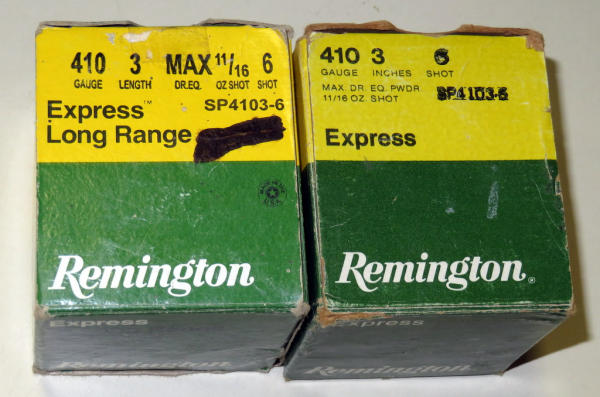 410 3 MAX 11/16 6
GAUGE LENGTH DR.EQ. OZ SHOT SHOT
Express™ SP4103-6
Long Range
Remington
Express
Remington
410 3 6
GAUGE INCHES SHOT
MAX. DR. EQ. PWDR
11/16 OZ. SHOT SP4103-6
Express
Remington®
Express
Remington